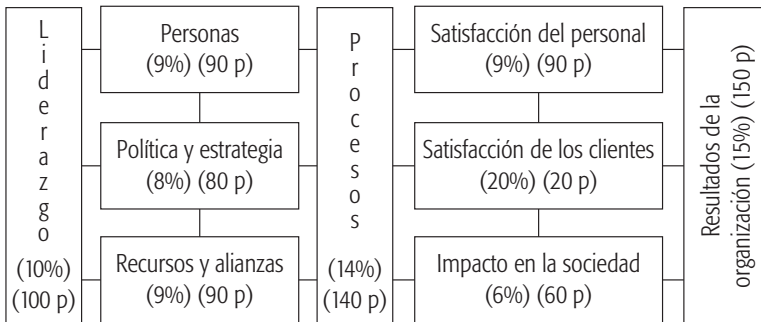 Liderazgo
(10%)
(100 p)
Personas
(9%) (90 p)
Política y estrategia
(8%) (80 p)
Recursos y alianzas
(9%) (90 p)
Procesos
(14%)
(140 p)
Satisfacción del personal
(9%) (90 p)
Satisfacción de los clientes
(20%) (20 p)
Impacto en la sociedad
(6%) (60 p)
Resultados de la
organización (15%) (150 p)